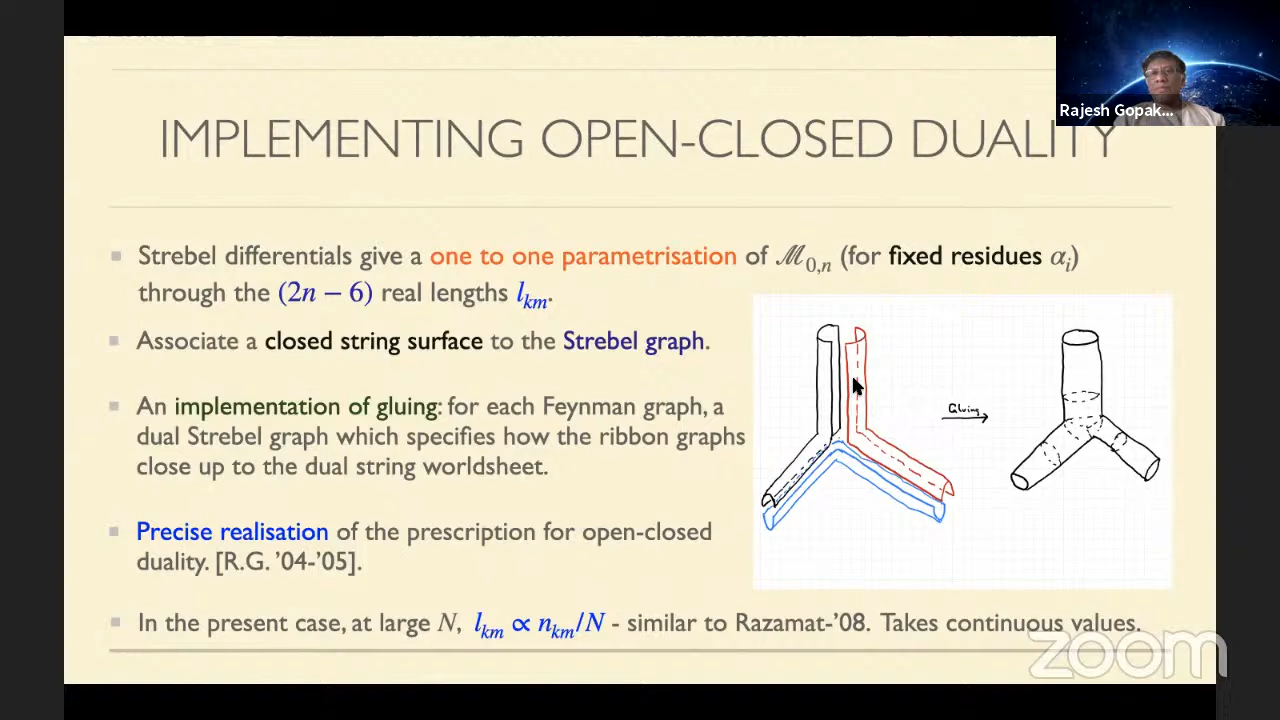 Rajesh Gopak...
IMPLEMENTING OPEN-CLOSED DUALITY
Strebel differentials give a one to one parametrisation of ℳ₀,ₙ (for fixed residues αᵢ)
through the (2n − 6) real lengths lₖₘ.
Associate a closed string surface to the Strebel graph.
An implementation of gluing: for each Feynman graph, a
dual Strebel graph which specifies how the ribbon graphs
close up to the dual string worldsheet.
Gluing
Precise realisation of the prescription for open-closed
duality. [R.G. '04-'05].
In the present case, at large N, lₖₘ ∝ nₖₘ/N - similar to Razamat-'08. Takes continuous values.
zoom